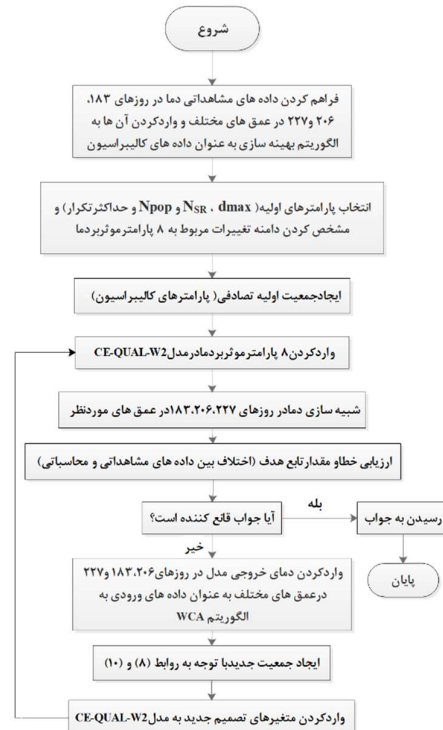 شروع
فراهم کردن داده های مشاهداتی دما در روزهای ۱۸۳،
۲۰۶ و۲۲۷ در عمق های مختلف و واردکردن آن ها به
الگوریتم بهینه سازی به عنوان داده های کالیبراسیون
انتخاب پارامترهای اولیه( NSR ، dmax و Npop و حداکثرتکرار) و
مشخص کردن دامنه تغییرات مربوط به ۸ پارامترموثربردما
ایجادجمعیت اولیه تصادفی( پارامترهای کالیبراسیون)
واردکردن۸ پارامترموثربردمادرمدلCE-QUAL-W2
شبیه سازی دمادر روزهای ۱۸۳،۲۰۶،۲۲۷در عمق های موردنظر
ارزیابی خطاو مقدارتابع هدف (اختلاف بین داده های مشاهداتی و محاسباتی)
آیا جواب قانع کننده است؟
بله
رسیدن به جواب
پایان
خیر
واردکردن دمای خروجی مدل در روزهای۱۸۳،۲۰۶ و۲۲۷
درعمق های مختلف به عنوان داده های ورودی به
الگوریتم WCA
ایجاد جمعیت جدیدبا توجه به روابط (۸) و (۱۰)
واردکردن متغیرهای تصمیم جدید به مدلCE-QUAL-W2